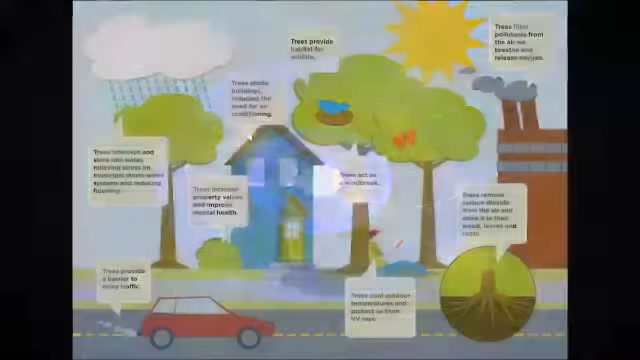 Trees provide
habitat for
wildlife.
Trees filter
pollutants from
the air we
breathe and
release oxygen.
Trees shade
buildings,
reducing the
need for air
conditioning.
Trees intercept and
store rain water,
relieving stress on
municipal storm-water
systems and reducing
flooding.
Trees increase
property values
and improve
mental health.
Trees act as
a windbreak.
Trees remove
carbon dioxide
from the air and
store it in their
wood, leaves and
roots.
Trees provide
a barrier to
noisy traffic.
Trees cool outdoor
temperatures and
protect us from
UV rays.